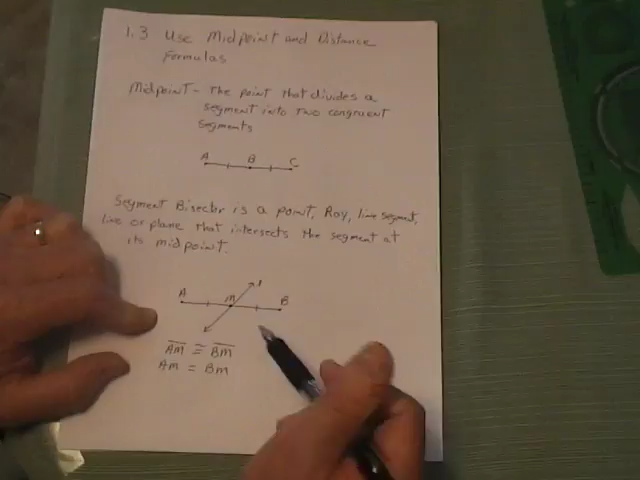 1.3 Use Midpoint and Distance
Formulas
Midpoint - The point that divides a
segment into two congruent
segments
A B C
Segment Bisector is a point, Ray, line segment,
line or plane that intersects the segment at
its midpoint.
A M B
AM ≅ BM
AM = BM